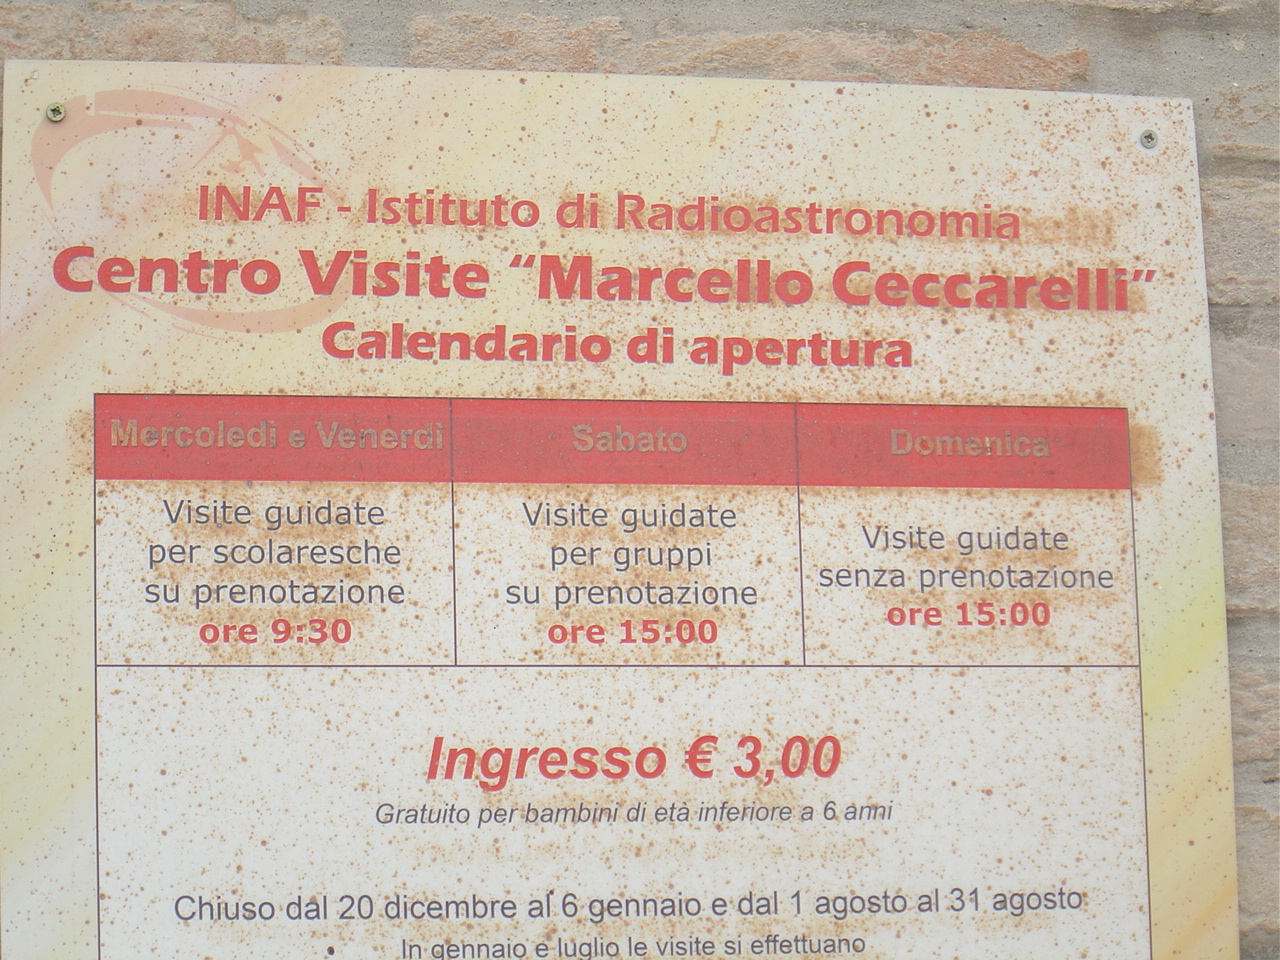 INAF - Istituto di Radioastronomia
Centro Visite “Marcello Ceccarelli”
Calendario di apertura
Mercoledì e Venerdì
Visite guidate
per scolaresche
su prenotazione
ore 9:30
Sabato
Visite guidate
per gruppi
su prenotazione
ore 15:00
Domenica
Visite guidate
senza prenotazione
ore 15:00
Ingresso € 3,00
Gratuito per bambini di età inferiore a 6 anni
Chiuso dal 20 dicembre al 6 gennaio e dal 1 agosto al 31 agosto
• In gennaio e luglio le visite si effettuano